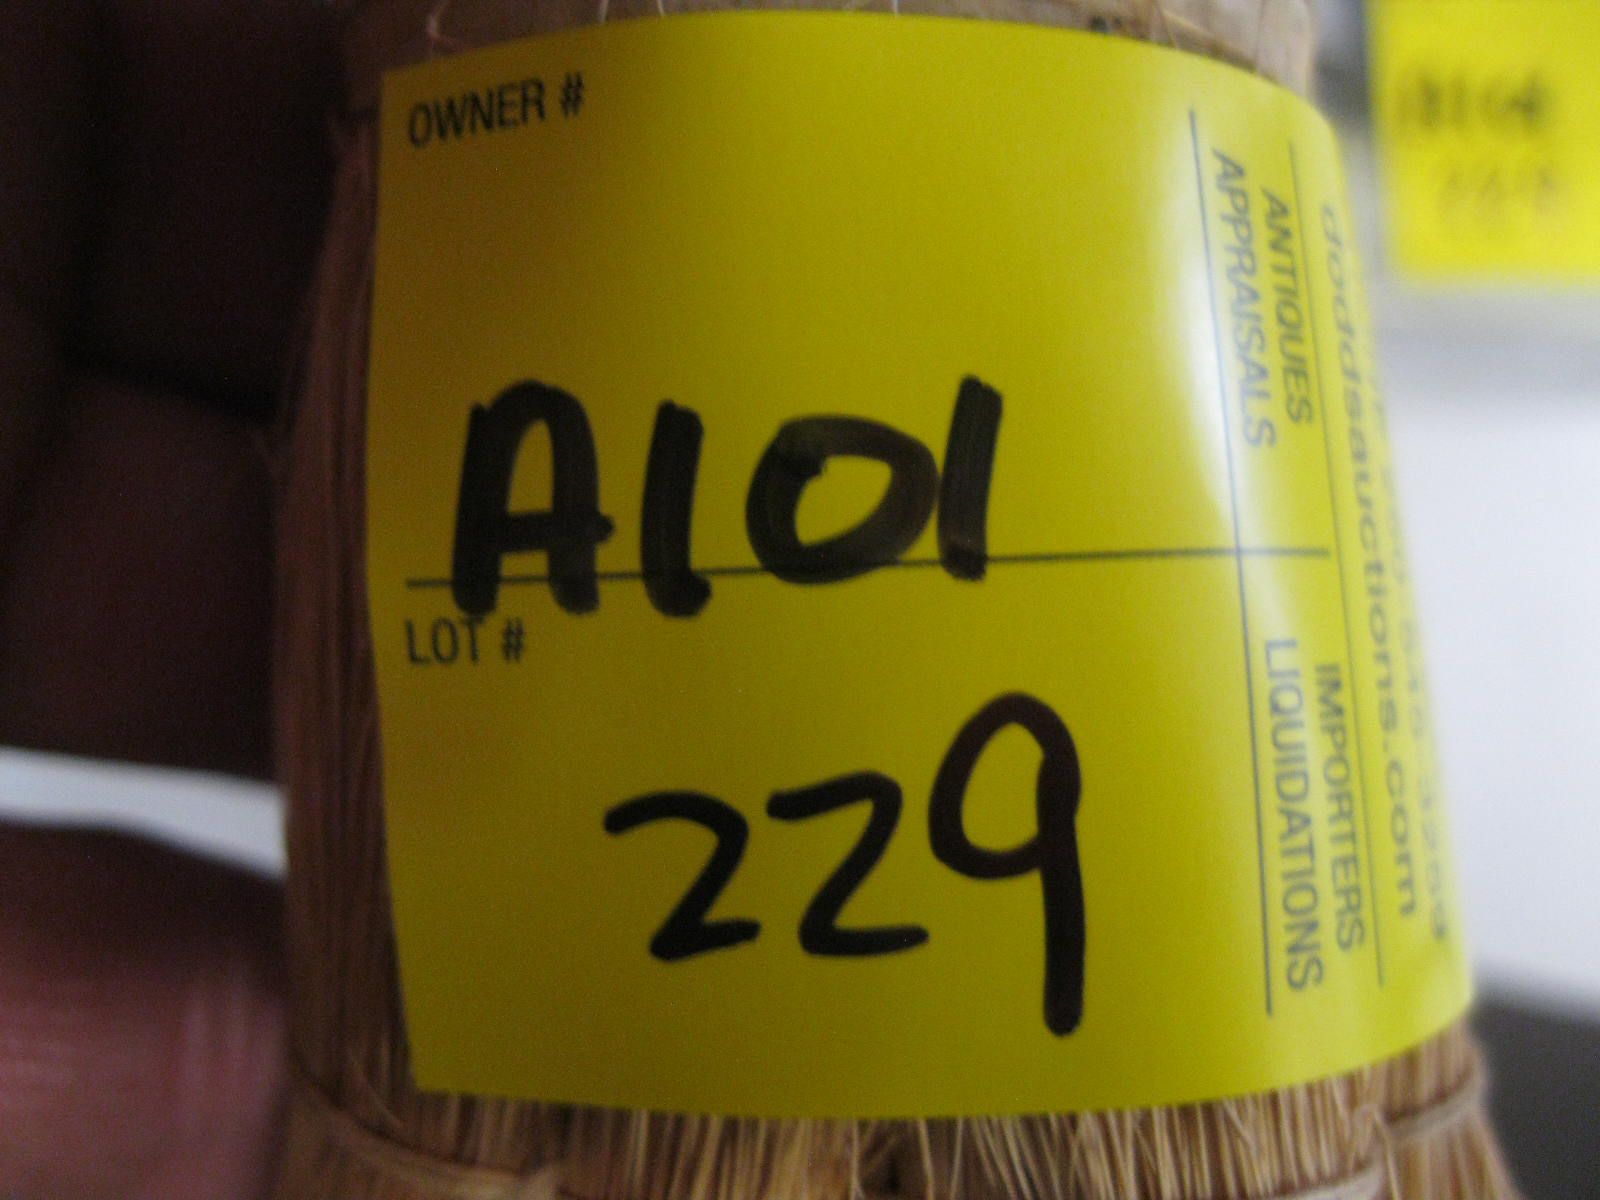 OWNER #
A101
LOT #
229
ANTIQUES
APPRAISALS
IMPORTERS
LIQUIDATIONS
doddsauctions.com